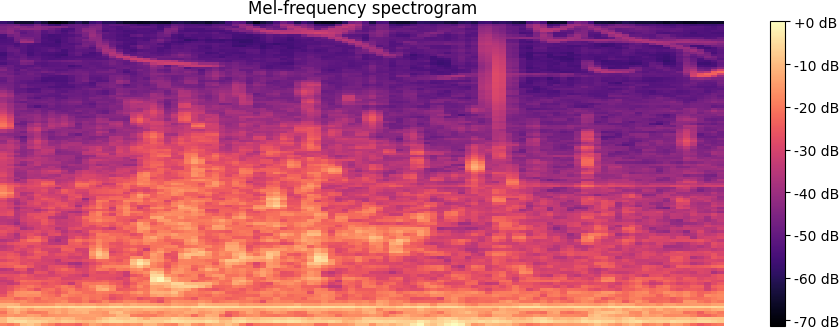 Mel-frequency spectrogram
+0 dB
-10 dB
-20 dB
-30 dB
-40 dB
-50 dB
-60 dB
-70 dB